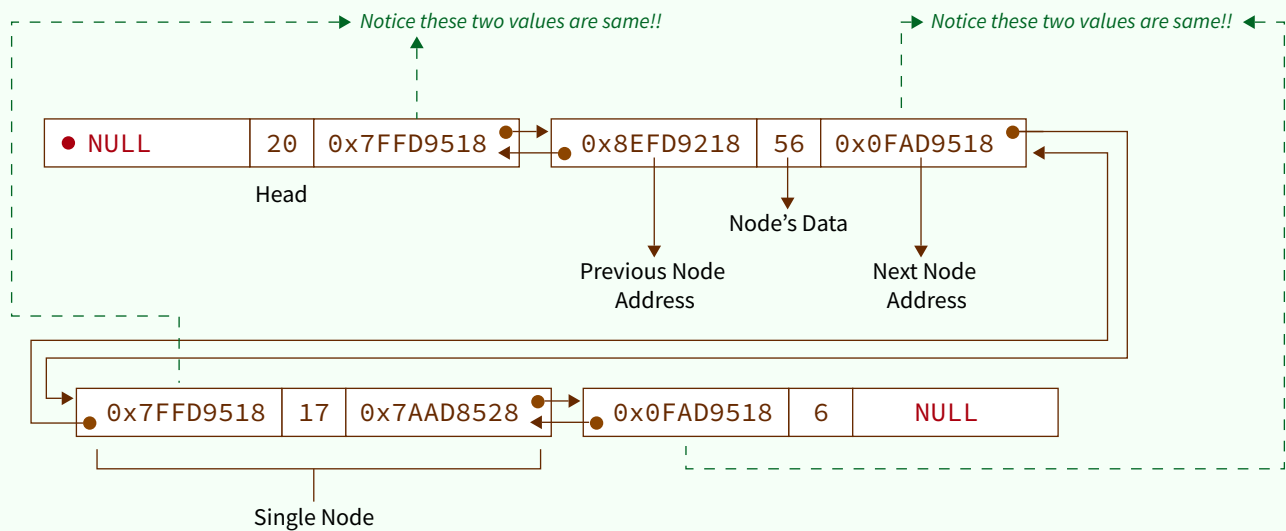 Notice these two values are same!!
Notice these two values are same!!
NULL 20 0x7FFD9518 0x8EFD9218 56 0x0FAD9518
Head
Node’s Data
Previous Node
Address
Next Node
Address
0x7FFD9518 17 0x7AAD8528 0x0FAD9518 6 NULL
Single Node